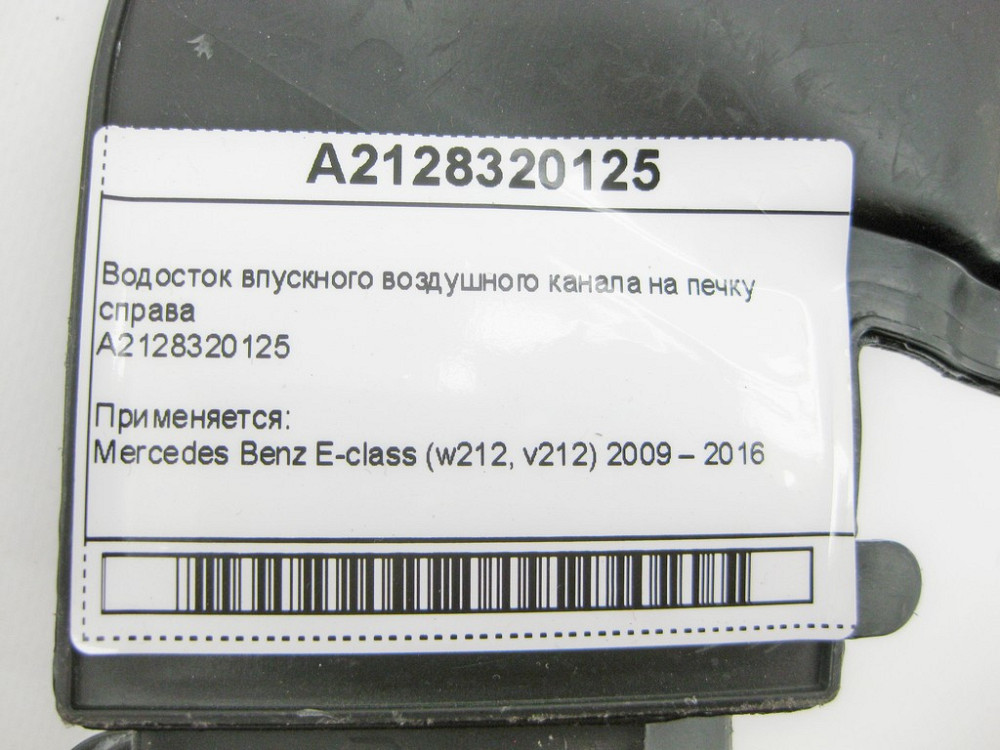 A2128320125
Водосток впускного воздушного канала на печку
справа
A2128320125
Применяется:
Mercedes Benz E-class (w212, v212) 2009 – 2016